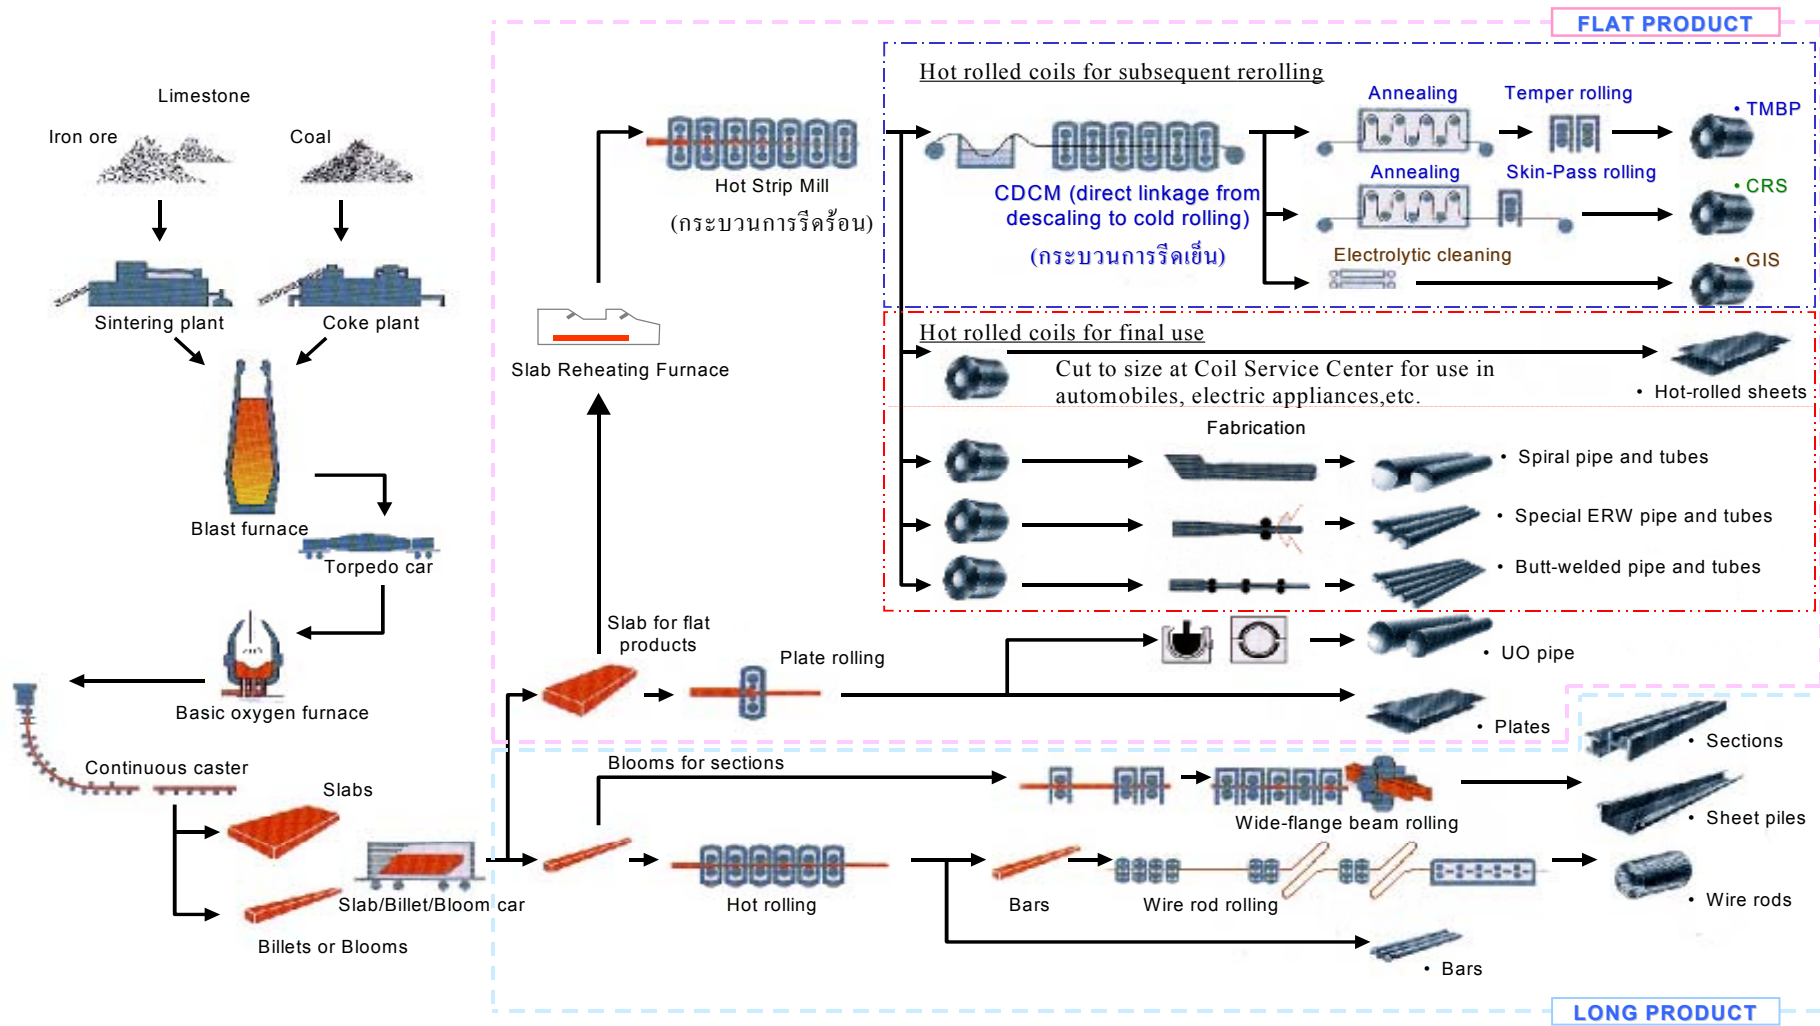 FLAT PRODUCT
Hot rolled coils for subsequent rerolling
Limestone
Iron ore
Coal
Annealing
Temper rolling
• TMBP
Hot Strip Mill
(กระบวนการรีดร้อน)
CDCM (direct linkage from
descaling to cold rolling)
(กระบวนการรีดเย็น)
Annealing
Skin-Pass rolling
• CRS
Electrolytic cleaning
• GIS
Sintering plant
Coke plant
Slab Reheating Furnace
Hot rolled coils for final use
Cut to size at Coil Service Center for use in
automobiles, electric appliances,etc.
• Hot-rolled sheets
Fabrication
• Spiral pipe and tubes
• Special ERW pipe and tubes
• Butt-welded pipe and tubes
Blast furnace
Torpedo car
Basic oxygen furnace
Slab for flat
products
Plate rolling
• UO pipe
• Plates
Continuous caster
Slabs
Slab/Billet/Bloom car
Billets or Blooms
Blooms for sections
Wide-flange beam rolling
• Sections
• Sheet piles
Hot rolling
Bars
Wire rod rolling
• Wire rods
• Bars
LONG PRODUCT